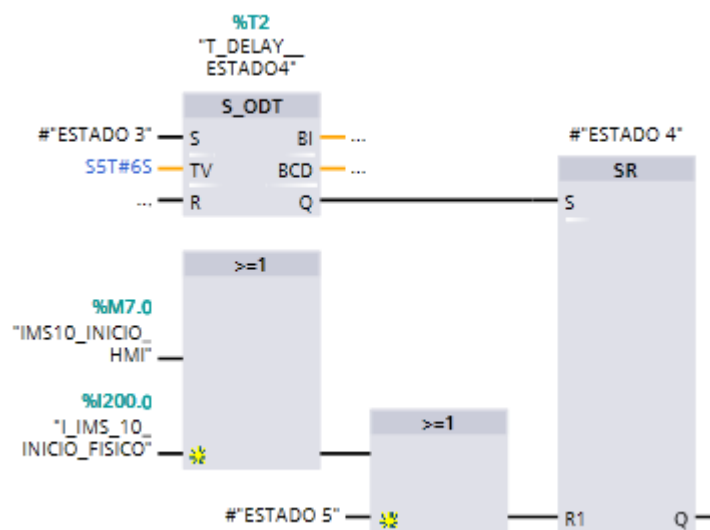 %T2
"T_DELAY__
ESTADO4"
S_ODT
#"ESTADO 3"
S
BI
...
S5T#6S
TV
BCD
...
...
R
Q
#"ESTADO 4"
SR
S
>=1
%M7.0
"IMS10_INICIO_
HMI"
%I200.0
"I_IMS_10_
INICIO_FISICO"
>=1
#"ESTADO 5"
R1
Q